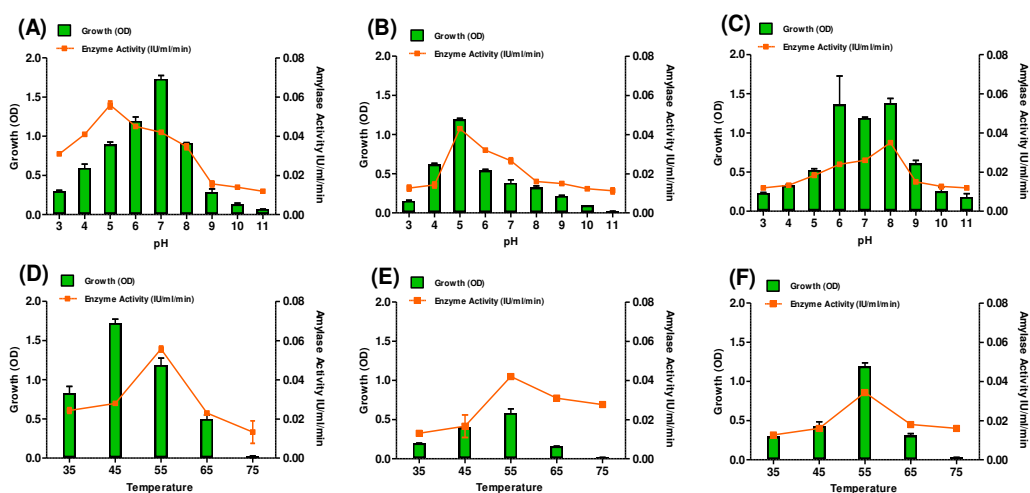 (A)
Growth (OD)
Enzyme Activity (IU/ml/min)
2.0
1.5
1.0
0.5
0.0
Growth (OD)
0.08
0.06
0.04
0.02
0.00
Amylase Activity IU/ml/min
3 4 5 6 7 8 9 10 11
pH
(B)
Growth (OD)
Enzyme Activity (IU/ml/min)
2.0
1.5
1.0
0.5
0.0
Growth (OD)
0.08
0.06
0.04
0.02
0.00
Amylase Activity IU/ml/min
3 4 5 6 7 8 9 10 11
pH
(C)
Growth (OD)
Enzyme Activity (IU/ml/min)
2.0
1.5
1.0
0.5
0.0
Growth (OD)
0.08
0.06
0.04
0.02
0.00
Amylase Activity IU/ml/min
3 4 5 6 7 8 9 10 11
pH
(D)
Growth (OD)
Enzyme Activity (IU/ml/min)
2.0
1.5
1.0
0.5
0.0
Growth (OD)
0.08
0.06
0.04
0.02
0.00
Amylase Activity IU/ml/min
35 45 55 65 75
Temperature
(E)
Growth (OD)
Enzyme Activity (IU/ml/min)
2.0
1.5
1.0
0.5
0.0
Growth (OD)
0.08
0.06
0.04
0.02
0.00
Amylase Activity IU/ml/min
35 45 55 65 75
Temperature
(F)
Growth (OD)
Enzyme Activity (IU/ml/min)
2.0
1.5
1.0
0.5
0.0
Growth (OD)
0.08
0.06
0.04
0.02
0.00
Amylase Activity IU/ml/min
35 45 55 65 75
Temperature